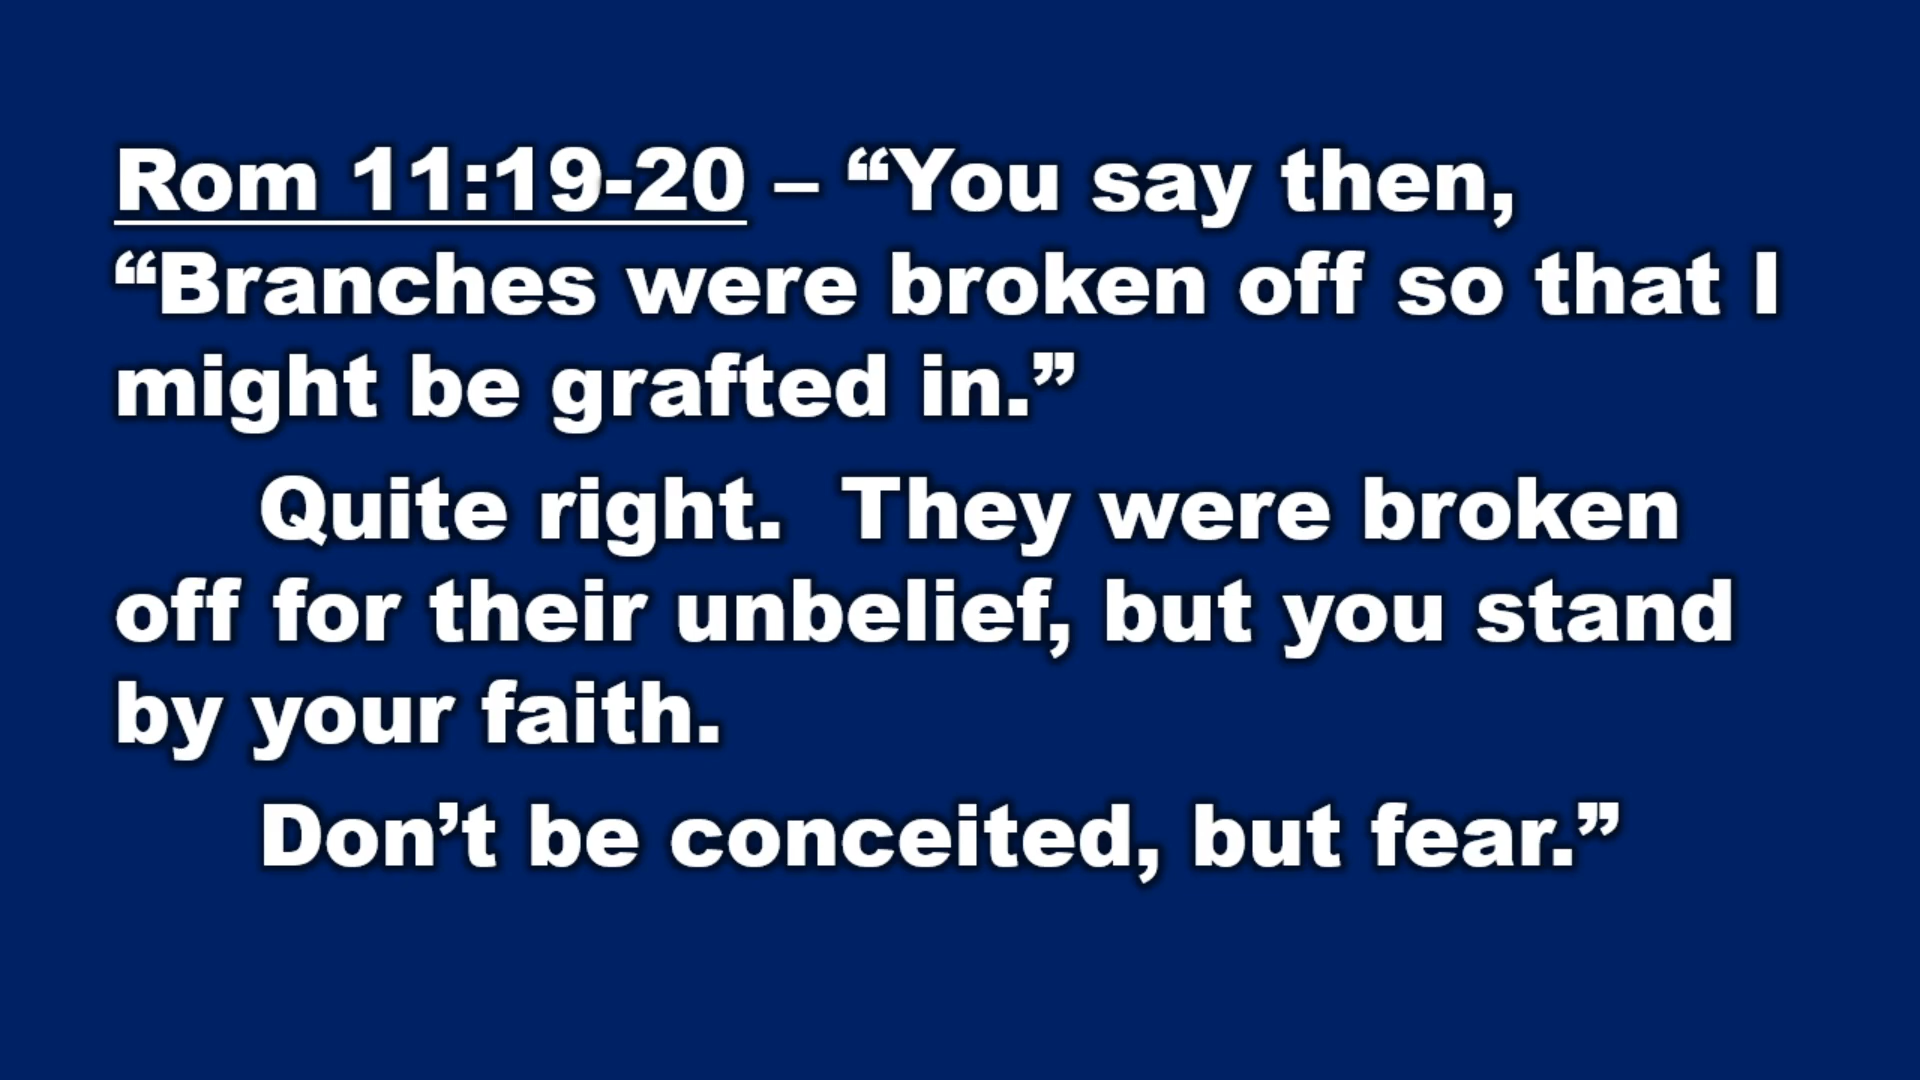 Rom 11:19-20 – “You say then,
“Branches were broken off so that I
might be grafted in.”
Quite right.  They were broken
off for their unbelief, but you stand
by your faith.
Don’t be conceited, but fear.”